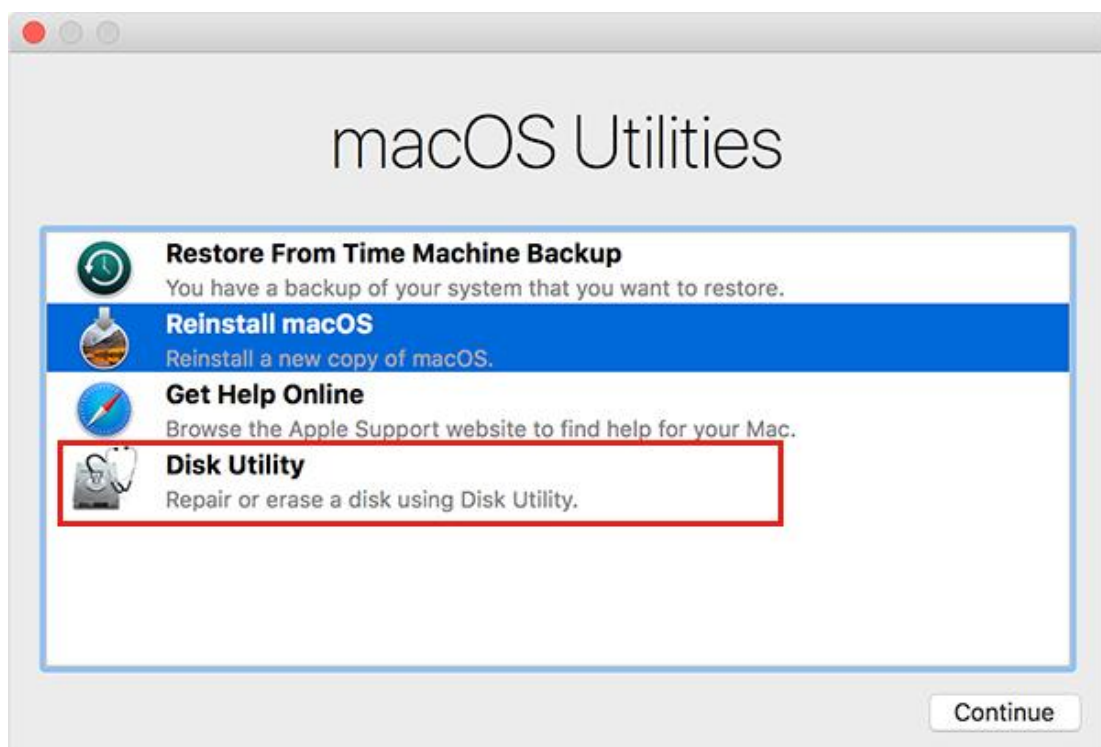 macOS Utilities
Restore From Time Machine Backup
You have a backup of your system that you want to restore.
Reinstall macOS
Reinstall a new copy of macOS.
Get Help Online
Browse the Apple Support website to find help for your Mac.
Disk Utility
Repair or erase a disk using Disk Utility.
Continue